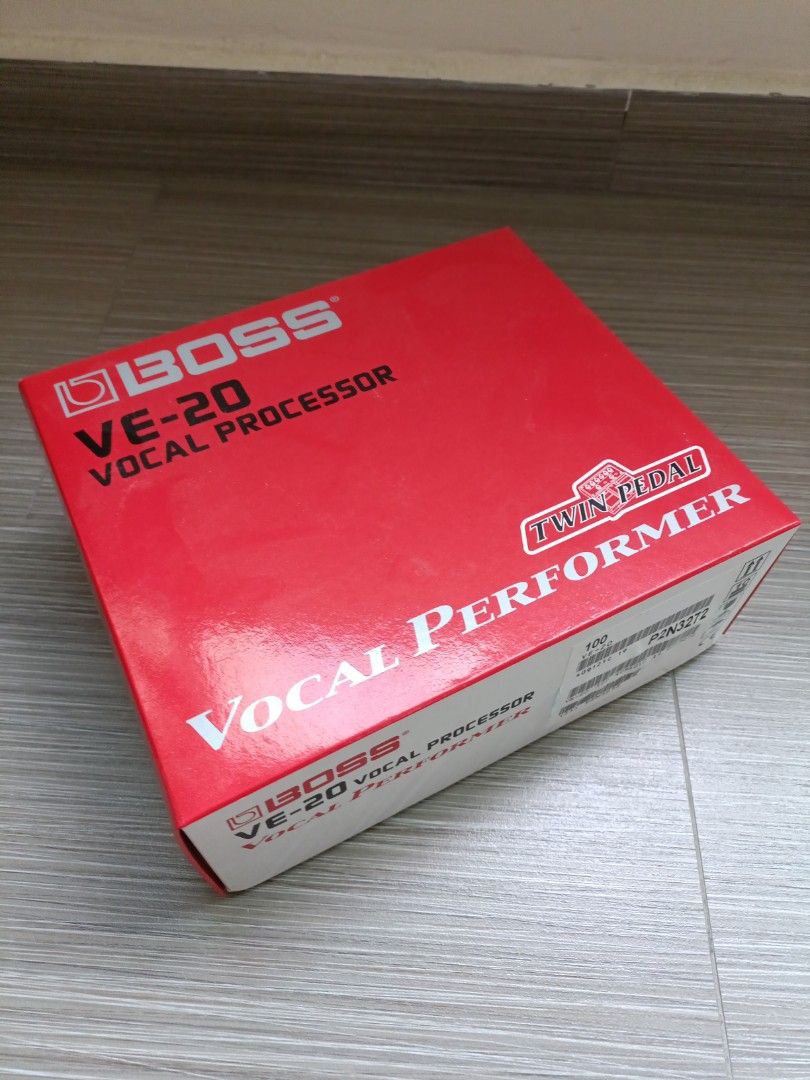 BOSS®
VE-20
VOCAL PROCESSOR
TWIN PEDAL
VOCAL PERFORMER
BOSS®
VE-20 VOCAL PROCESSOR
VOCAL PERFORMER
100
P2N3272